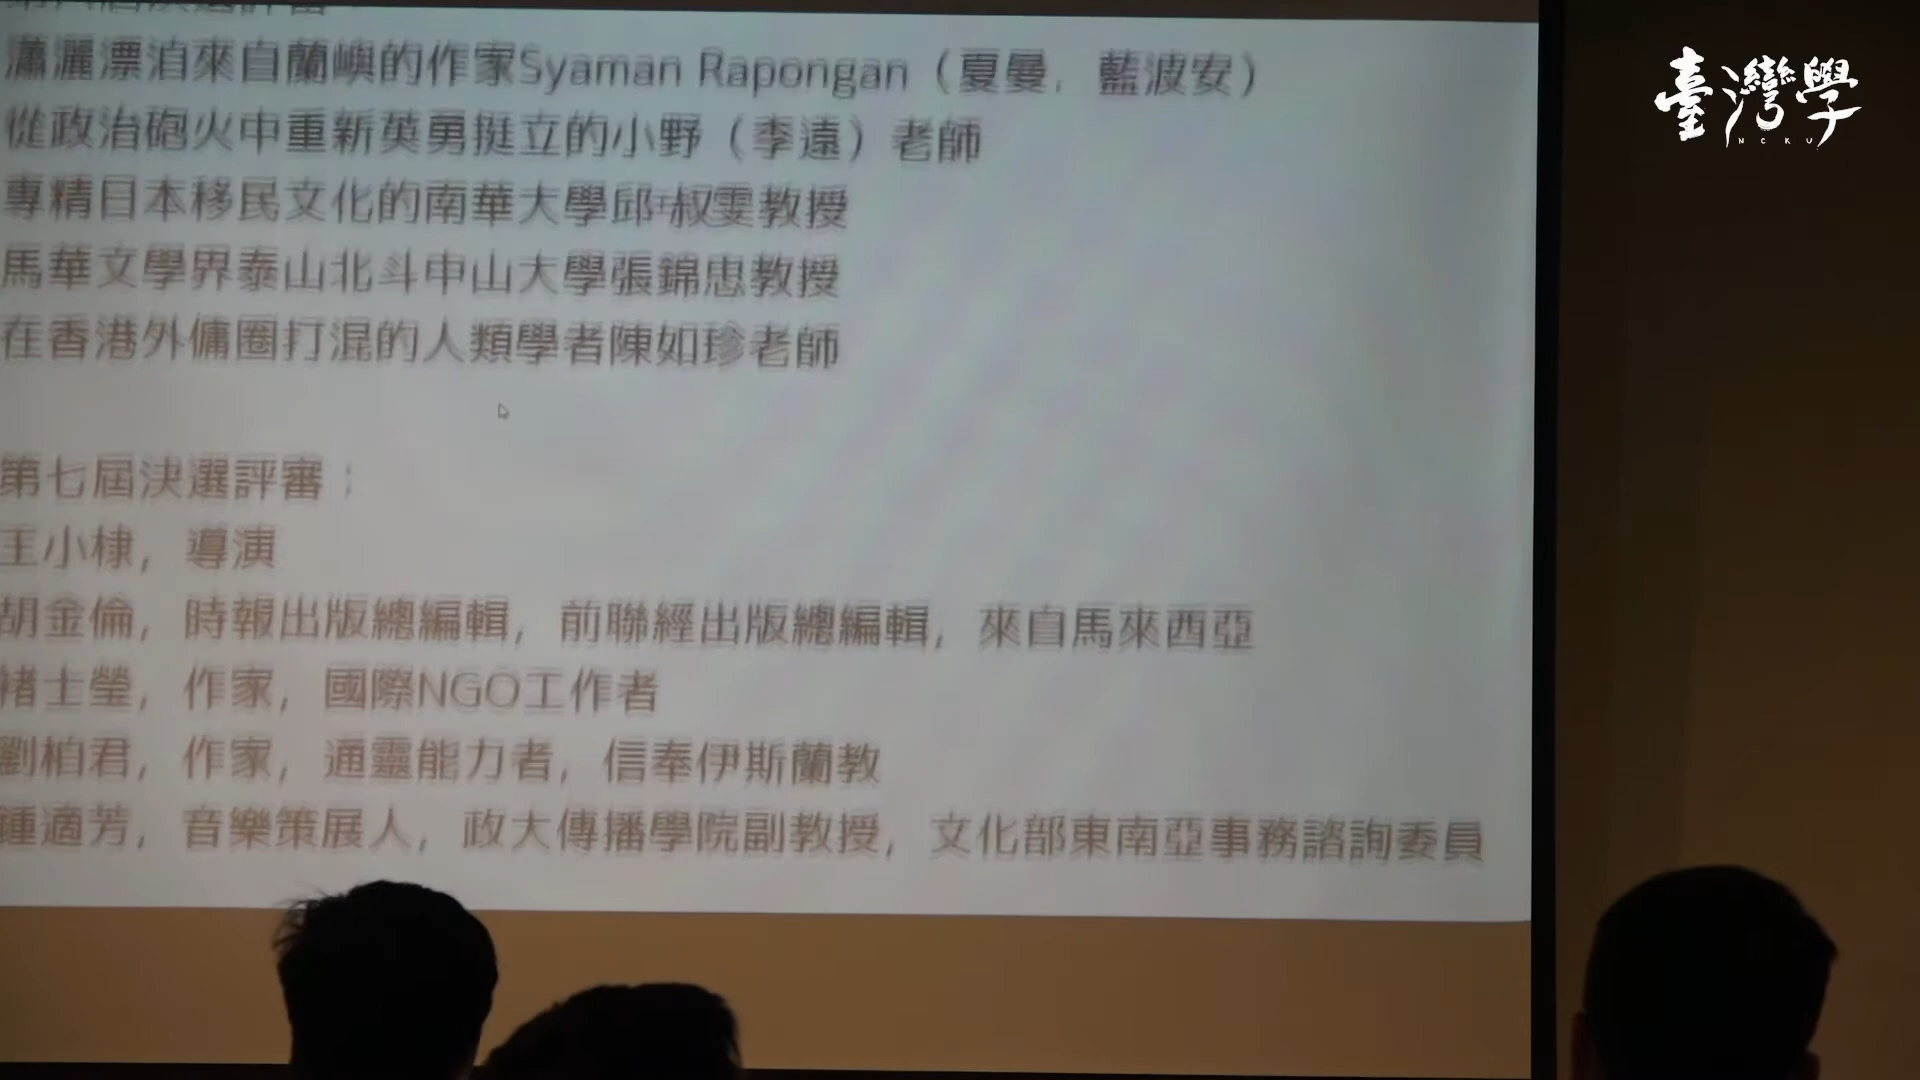 第六屆決選評審：
瀟灑漂泊來自蘭嶼的作家Syaman Rapongan（夏曼．藍波安）
從政治砲火中重新英勇挺立的小野（李遠）老師
專精日本移民文化的南華大學邱琡雯教授
馬華文學界泰山北斗中山大學張錦忠教授
在香港外傭圈打混的人類學者陳如珍老師
第七屆決選評審：
王小棣，導演
胡金倫，時報出版總編輯，前聯經出版總編輯，來自馬來西亞
褚士瑩，作家，國際NGO工作者
劉柏君，作家，通靈能力者，信奉伊斯蘭教
鍾適芳，音樂策展人，政大傳播學院副教授，文化部東南亞事務諮詢委員
臺灣學
NCKU